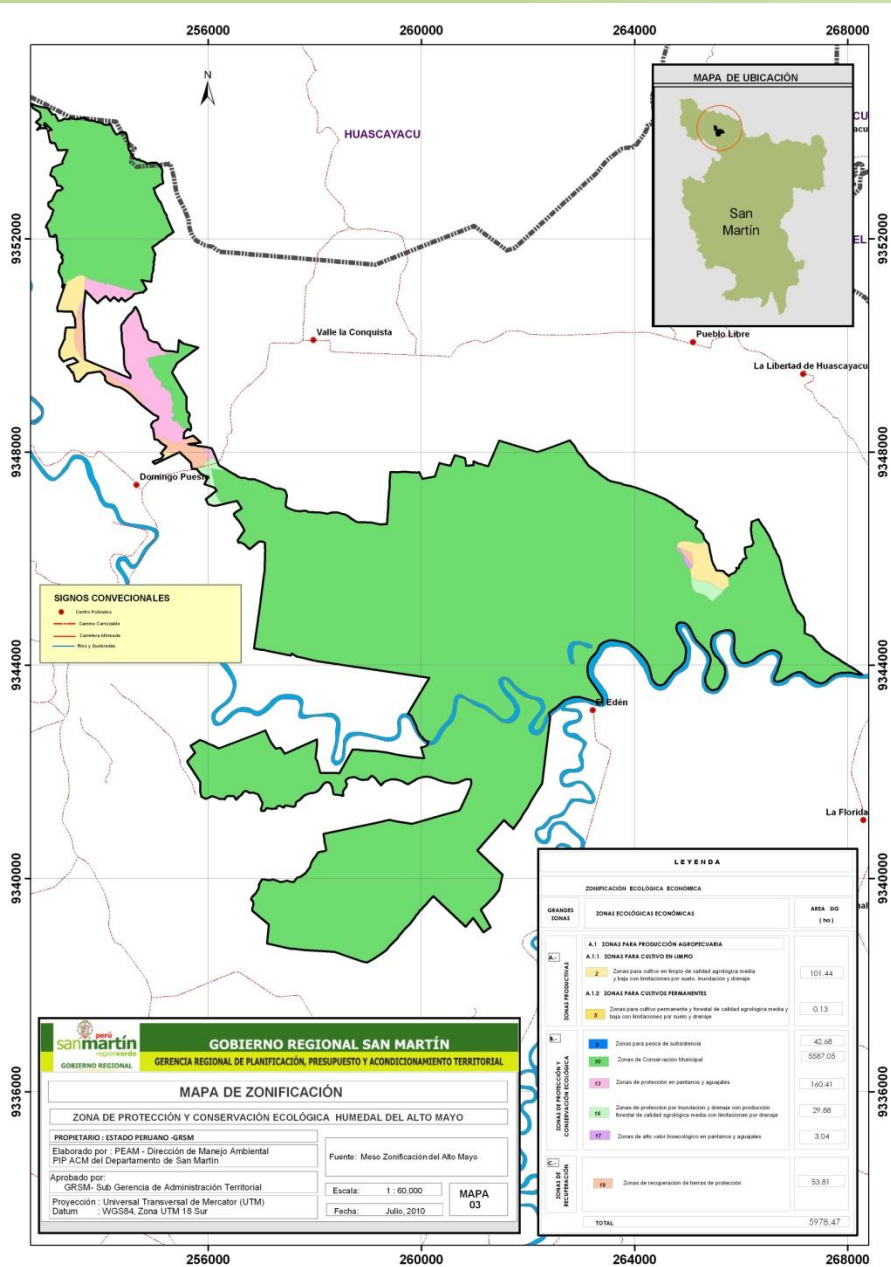 256000 260000 264000 268000
N
HUASCAYACU
MAPA DE UBICACIÓN
San
Martín
CU
acu
EL
9352000 9352000
Valle la Conquista
Pueblo Libre
La Libertad de Huascayacu
9348000 9348000
Domingo Puesto
SIGNOS CONVECIONALES
Centro Poblados
Camino Carrozable
Carretera Afirmada
Rios y Quebradas
9344000 9344000
El Edén
La Florida
9340000 9340000
LEYENDA
ZONIFICACIÓN ECOLÓGICA ECONÓMICA
GRANDES ZONAS
ZONAS ECOLÓGICAS ECONÓMICAS
AREA SIG
( ha)
A.-
ZONAS PRODUCTIVAS
A.1 ZONAS PARA PRODUCCIÓN AGROPECUARIA
A.1.1 ZONAS PARA CULTIVO EN LIMPIO
2 Zonas para cultivo en limpio de calidad agrológica media
y baja con limitaciones por suelo, inundación y drenaje
101.44
A.1.2 ZONAS PARA CULTIVOS PERMANENTES
5 Zonas para cultivo permanente y forestal de calidad agrológica media y
baja con limitaciones por suelo y drenaje
0.13
B.-
ZONAS DE PROTECCIÓN Y
CONSERVACIÓN ECOLÓGICA
Zonas para pesca de subsistencia 42.68
10 Zonas de Conservación Municipal 5587.05
13 Zonas de protección en pantanos y aguajales 160.41
16 Zonas de protección por inundacion y drenaje con producción
forestal de calidad agrológica media con limitaciones por drenaje
29.88
17 Zonas de alto valor bioecológico en pantanos y aguajales 3.04
C.-
ZONAS DE
RECUPERACIÓN
19 Zonas de recuperación de tierras de protección 53.81
TOTAL 5978.47
9336000 9336000
perú
sanmartín
regionverde
GOBIERNO REGIONAL
GOBIERNO REGIONAL SAN MARTÍN
GERENCIA REGIONAL DE PLANIFICACIÓN, PRESUPUESTO Y ACONDICIONAMIENTO TERRITORIAL
MAPA DE ZONIFICACIÓN
ZONA DE PROTECCIÓN Y CONSERVACIÓN ECOLÓGICA HUMEDAL DEL ALTO MAYO
PROPIETARIO : ESTADO PERUANO -GRSM
Elaborado por : PEAM - Dirección de Manejo Ambiental
PIP ACM del Departamento de San Martín
Fuente: Meso Zonificación del Alto Mayo
Aprobado por:
GRSM- Sub Gerencia de Administración Territorial
Escala: 1 : 60,000
MAPA
03
Proyección : Universal Transversal de Mercator (UTM)
Datum : WGS84, Zona UTM 18 Sur
Fecha: Julio, 2010
256000 260000 264000 268000